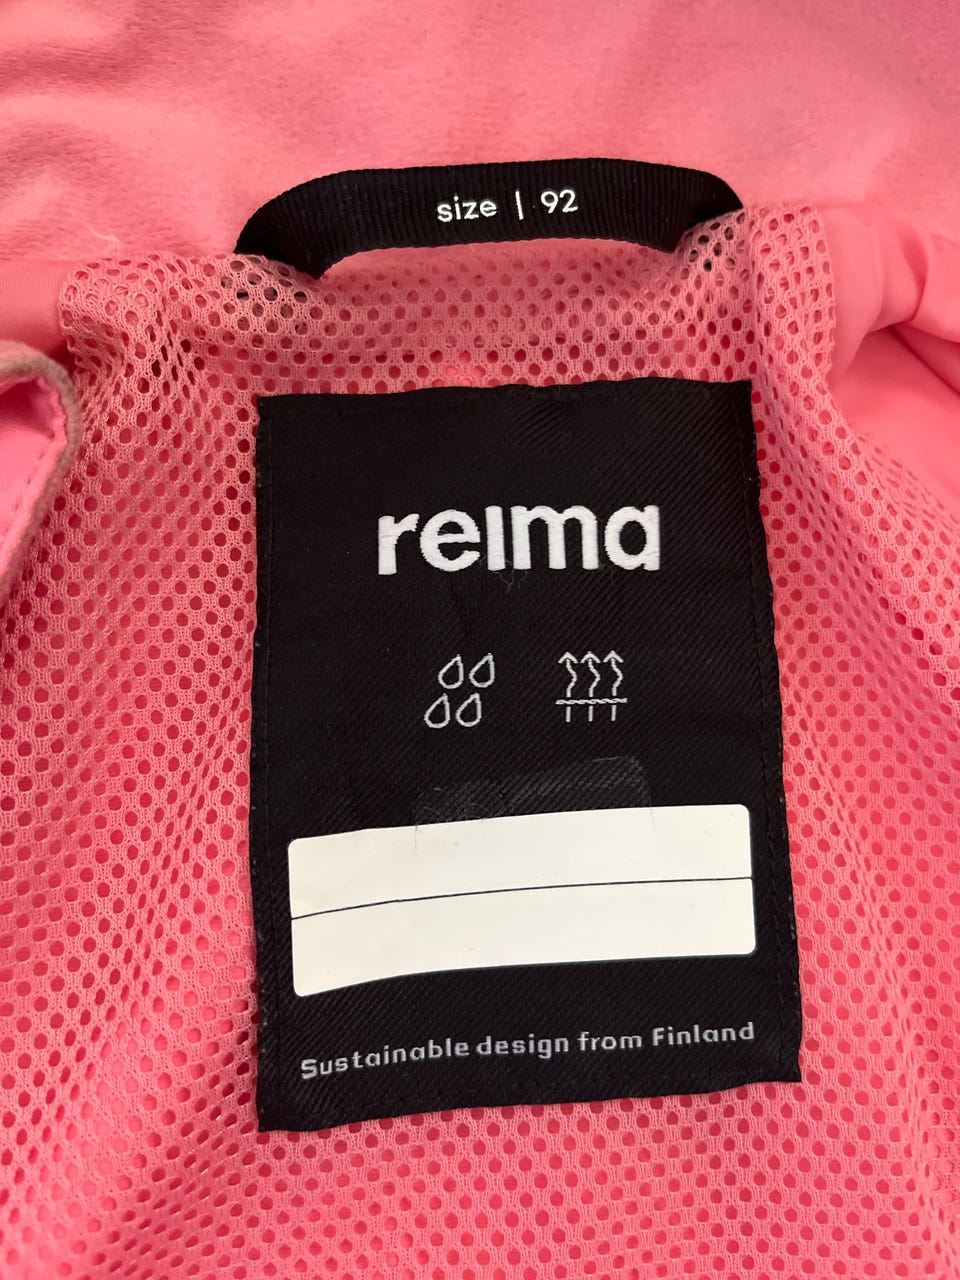 size | 92
reima
Sustainable design from Finland